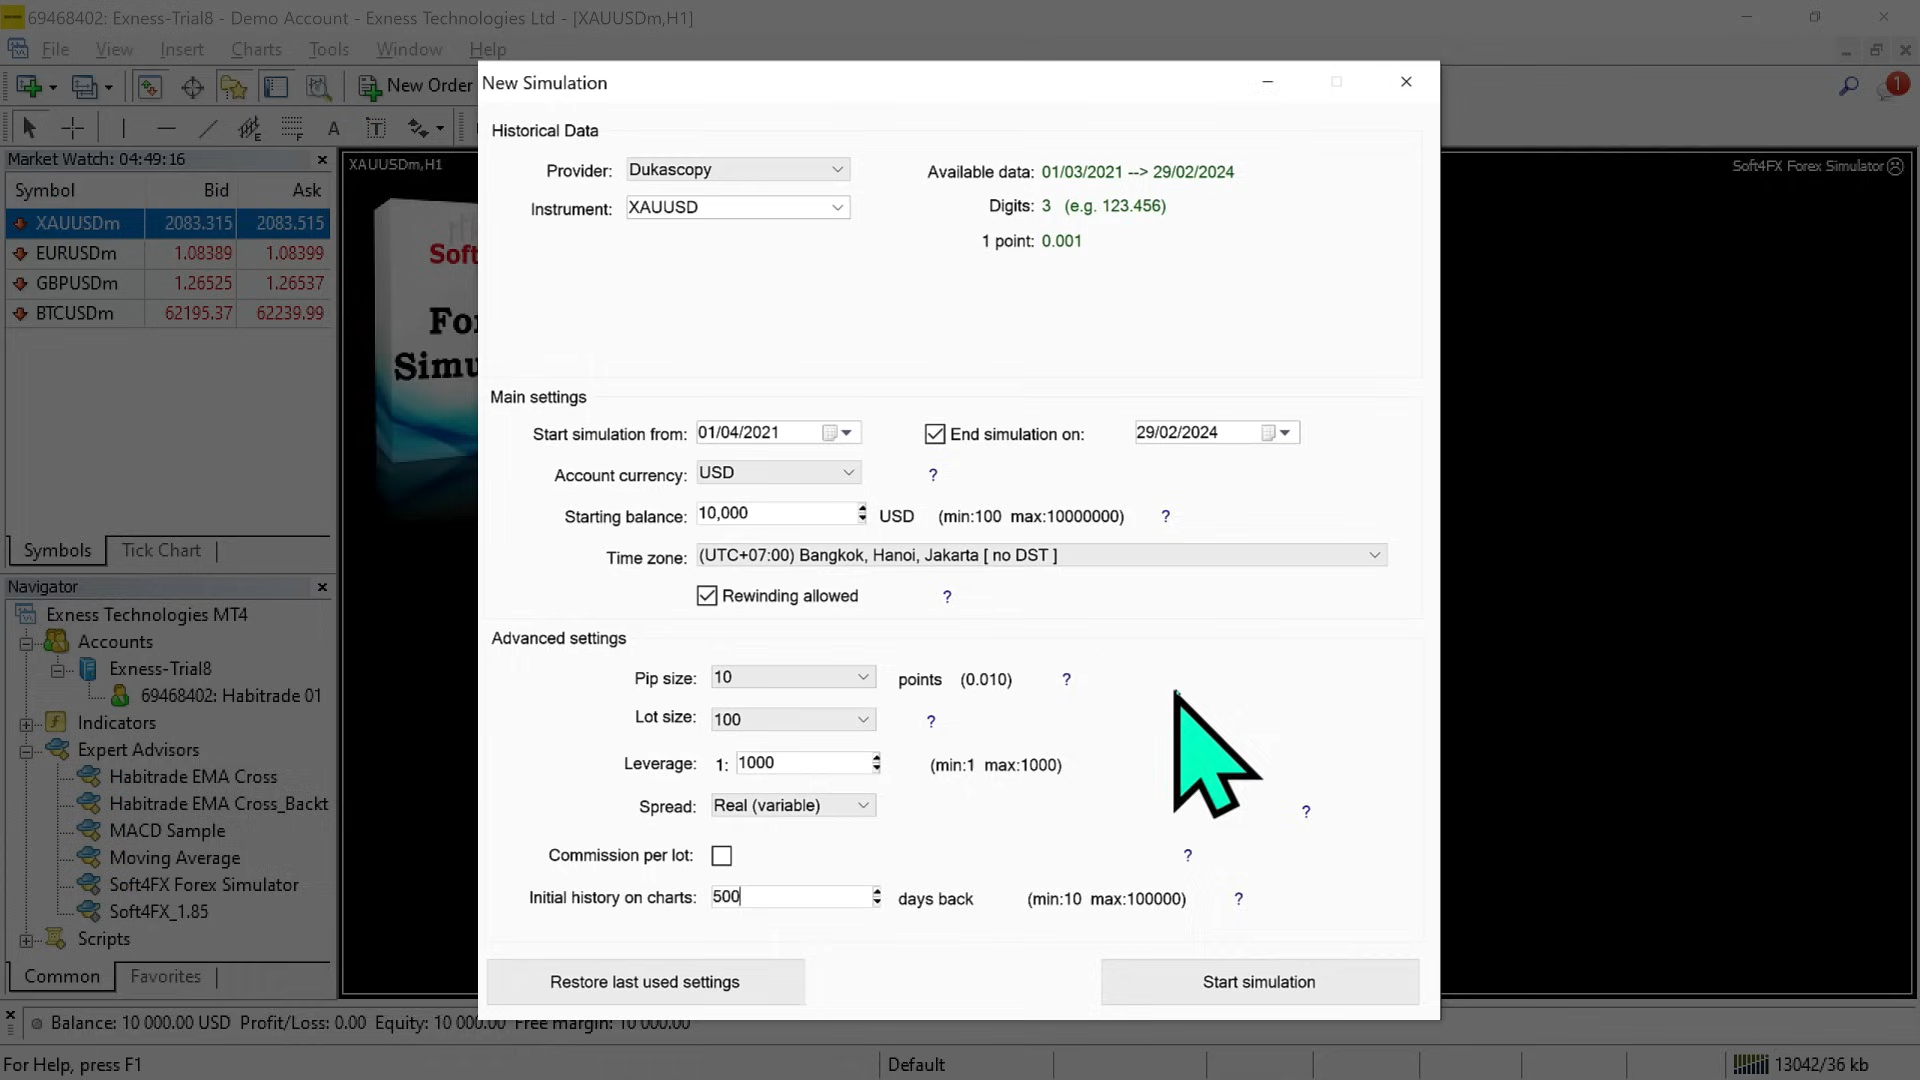 69468402: Exness-Trial8 - Demo Account - Exness Technologies Ltd - [XAUUSDm,H1]
File View Insert Charts Tools Window Help
New Order
1
A T
Market Watch: 04:49:16
Symbol Bid Ask
XAUUSDm 2083.315 2083.515
EURUSDm 1.08389 1.08399
GBPUSDm 1.26525 1.26537
BTCUSDm 62195.37 62239.99
Symbols Tick Chart
Navigator
Exness Technologies MT4
Accounts
Exness-Trial8
69468402: Habitrade 01
Indicators
Expert Advisors
Habitrade EMA Cross
Habitrade EMA Cross_Backt
MACD Sample
Moving Average
Soft4FX Forex Simulator
Soft4FX_1.85
Scripts
Common Favorites
XAUUSDm,H1
Soft4FX Forex Simulator
New Simulation
Historical Data
Provider: Dukascopy
Available data: 01/03/2021 --> 29/02/2024
Instrument: XAUUSD
Digits: 3 (e.g. 123.456)
1 point: 0.001
Main settings
Start simulation from: 01/04/2021 End simulation on: 29/02/2024
Account currency: USD ?
Starting balance: 10,000 USD (min:100 max:10000000) ?
Time zone: (UTC+07:00) Bangkok, Hanoi, Jakarta [ no DST ]
Rewinding allowed ?
Advanced settings
Pip size: 10 points (0.010) ?
Lot size: 100 ?
Leverage: 1: 1000 (min:1 max:1000)
Spread: Real (variable) ?
Commission per lot: ?
Initial history on charts: 500 days back (min:10 max:100000) ?
Restore last used settings Start simulation
Balance: 10 000.00 USD Profit/Loss: 0.00 Equity: 10 000.00 Free margin: 10 000.00
For Help, press F1 Default 13042/36 kb